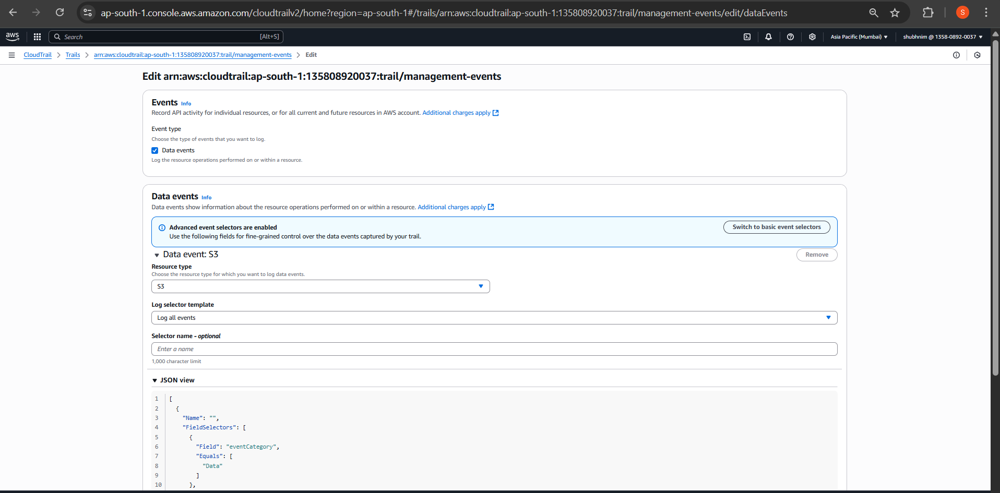 ap-south-1.console.aws.amazon.com/cloudtrailv2/home?region=ap-south-1#/trails/arn:aws:cloudtrail:ap-south-1:135808920037:trail/management-events/edit/dataEvents
S
aws
Search
[Alt+S]
Asia Pacific (Mumbai) ▼
shubhnim @ 1358-0892-0037 ▼
CloudTrail > Trails > arn:aws:cloudtrail:ap-south-1:135808920037:trail/management-events > Edit
Edit arn:aws:cloudtrail:ap-south-1:135808920037:trail/management-events
Events Info
Record API activity for individual resources, or for all current and future resources in AWS account. Additional charges apply
Event type
Choose the type of events that you want to log.
Data events
Log the resource operations performed on or within a resource.
Data events Info
Data events show information about the resource operations performed on or within a resource. Additional charges apply
Advanced event selectors are enabled
Use the following fields for fine-grained control over the data events captured by your trail.
Switch to basic event selectors
▼ Data event: S3
Remove
Resource type
Choose the resource type for which you want to log data events.
S3
Log selector template
Log all events
Selector name - optional
Enter a name
1,000 character limit
▼ JSON view
1 [
2 {
3 "Name": "",
4 "FieldSelectors": [
5 {
6 "Field": "eventCategory",
7 "Equals": [
8 "Data"
9 ]
10 },